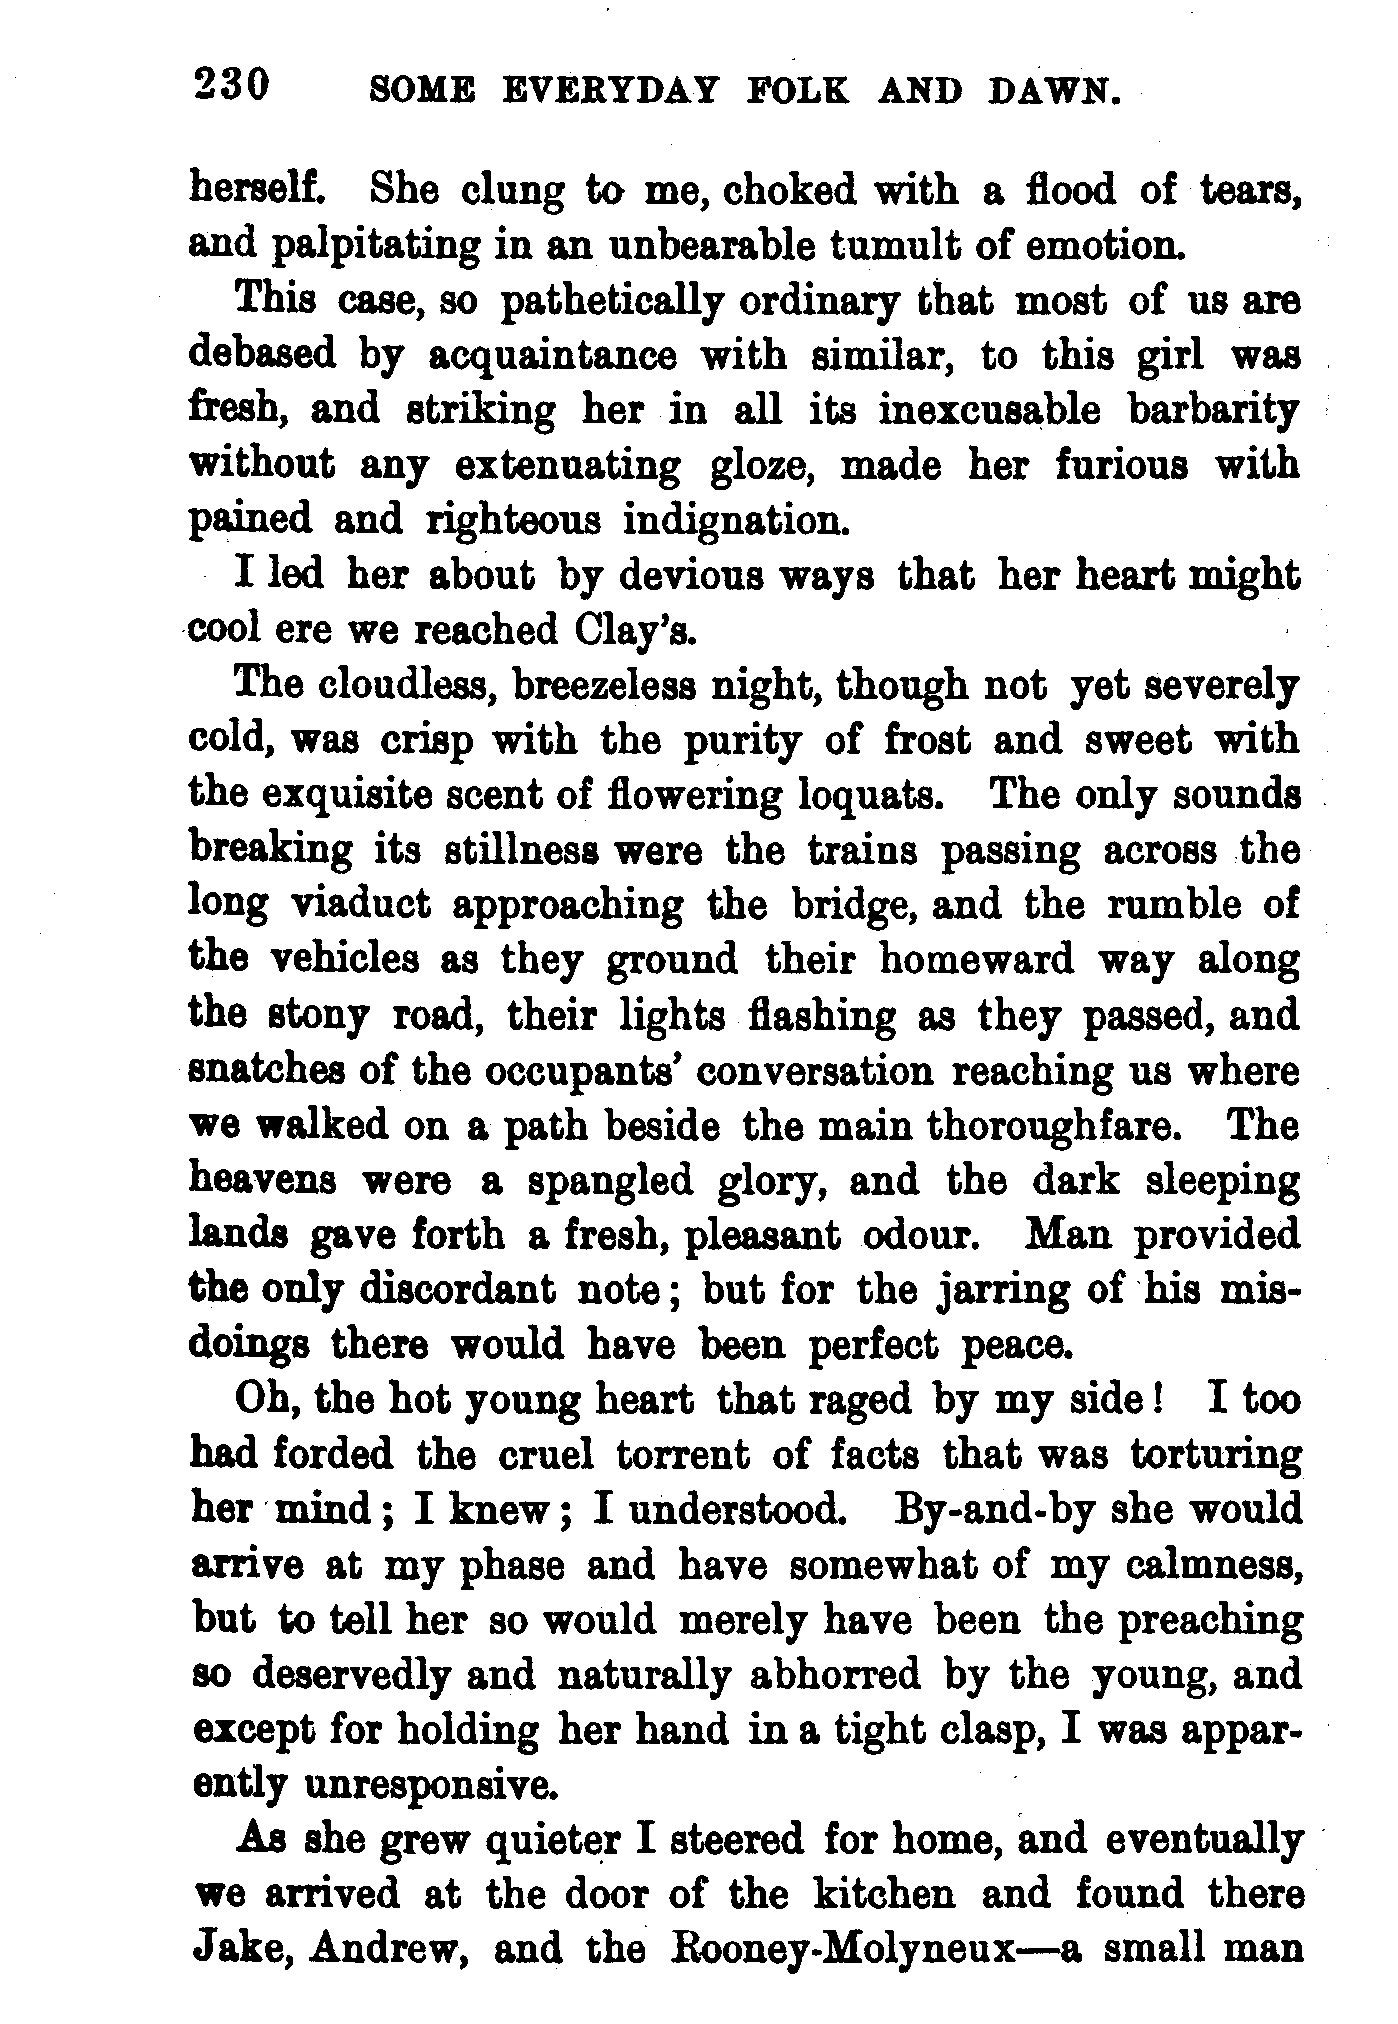 230 SOME EVERYDAY FOLK AND DAWN.
herself. She clung to me, choked with a flood of tears,
and palpitating in an unbearable tumult of emotion.
This case, so pathetically ordinary that most of us are
debased by acquaintance with similar, to this girl was
fresh, and striking her in all its inexcusable barbarity
without any extenuating gloze, made her furious with
pained and righteous indignation.
I led her about by devious ways that her heart might
cool ere we reached Clay's.
The cloudless, breezeless night, though not yet severely
cold, was crisp with the purity of frost and sweet with
the exquisite scent of flowering loquats. The only sounds
breaking its stillness were the trains passing across the
long viaduct approaching the bridge, and the rumble of
the vehicles as they ground their homeward way along
the stony road, their lights flashing as they passed, and
snatches of the occupants' conversation reaching us where
we walked on a path beside the main thoroughfare. The
heavens were a spangled glory, and the dark sleeping
lands gave forth a fresh, pleasant odour. Man provided
the only discordant note; but for the jarring of his mis-
doings there would have been perfect peace.
Oh, the hot young heart that raged by my side! I too
had forded the cruel torrent of facts that was torturing
her mind; I knew; I understood. By-and-by she would
arrive at my phase and have somewhat of my calmness,
but to tell her so would merely have been the preaching
so deservedly and naturally abhorred by the young, and
except for holding her hand in a tight clasp, I was appar-
ently unresponsive.
As she grew quieter I steered for home, and eventually
we arrived at the door of the kitchen and found there
Jake, Andrew, and the Rooney-Molyneux—a small man